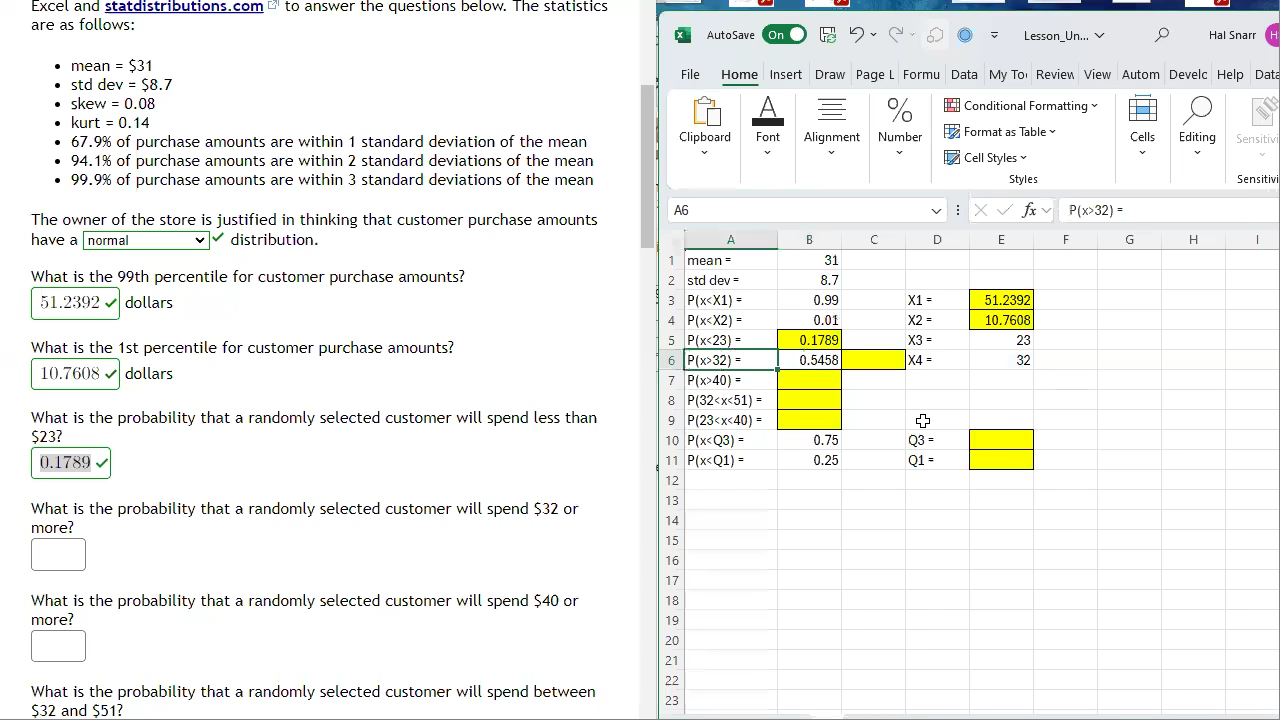 Excel and statdistributions.com to answer the questions below. The statistics
are as follows:
mean = $31
std dev = $8.7
skew = 0.08
kurt = 0.14
67.9% of purchase amounts are within 1 standard deviation of the mean
94.1% of purchase amounts are within 2 standard deviations of the mean
99.9% of purchase amounts are within 3 standard deviations of the mean
The owner of the store is justified in thinking that customer purchase amounts
have a normal distribution.
What is the 99th percentile for customer purchase amounts?
51.2392 dollars
What is the 1st percentile for customer purchase amounts?
10.7608 dollars
What is the probability that a randomly selected customer will spend less than
$23?
0.1789
What is the probability that a randomly selected customer will spend $32 or
more?
What is the probability that a randomly selected customer will spend $40 or
more?
What is the probability that a randomly selected customer will spend between
$32 and $51?
AutoSave On Lesson_Un... Hal Snarr H
File Home Insert Draw Page L Formu Data My To Review View Autom Develc Help Data
Clipboard Font Alignment Number
Conditional Formatting
Format as Table
Cell Styles
Styles
Cells Editing Sensitiv
Sensitivi
A6 fx P(x>32) =
A B C D E F G H I
1 mean = 31
2 std dev = 8.7
3 P(x<X1) = 0.99 X1 = 51.2392
4 P(x<X2) = 0.01 X2 = 10.7608
5 P(x<23) = 0.1789 X3 = 23
6 P(x>32) = 0.5458 X4 = 32
7 P(x>40) =
8 P(32<x<51) =
9 P(23<x<40) =
10 P(x<Q3) = 0.75 Q3 =
11 P(x<Q1) = 0.25 Q1 =
12
13
14
15
16
17
18
19
20
21
22
23